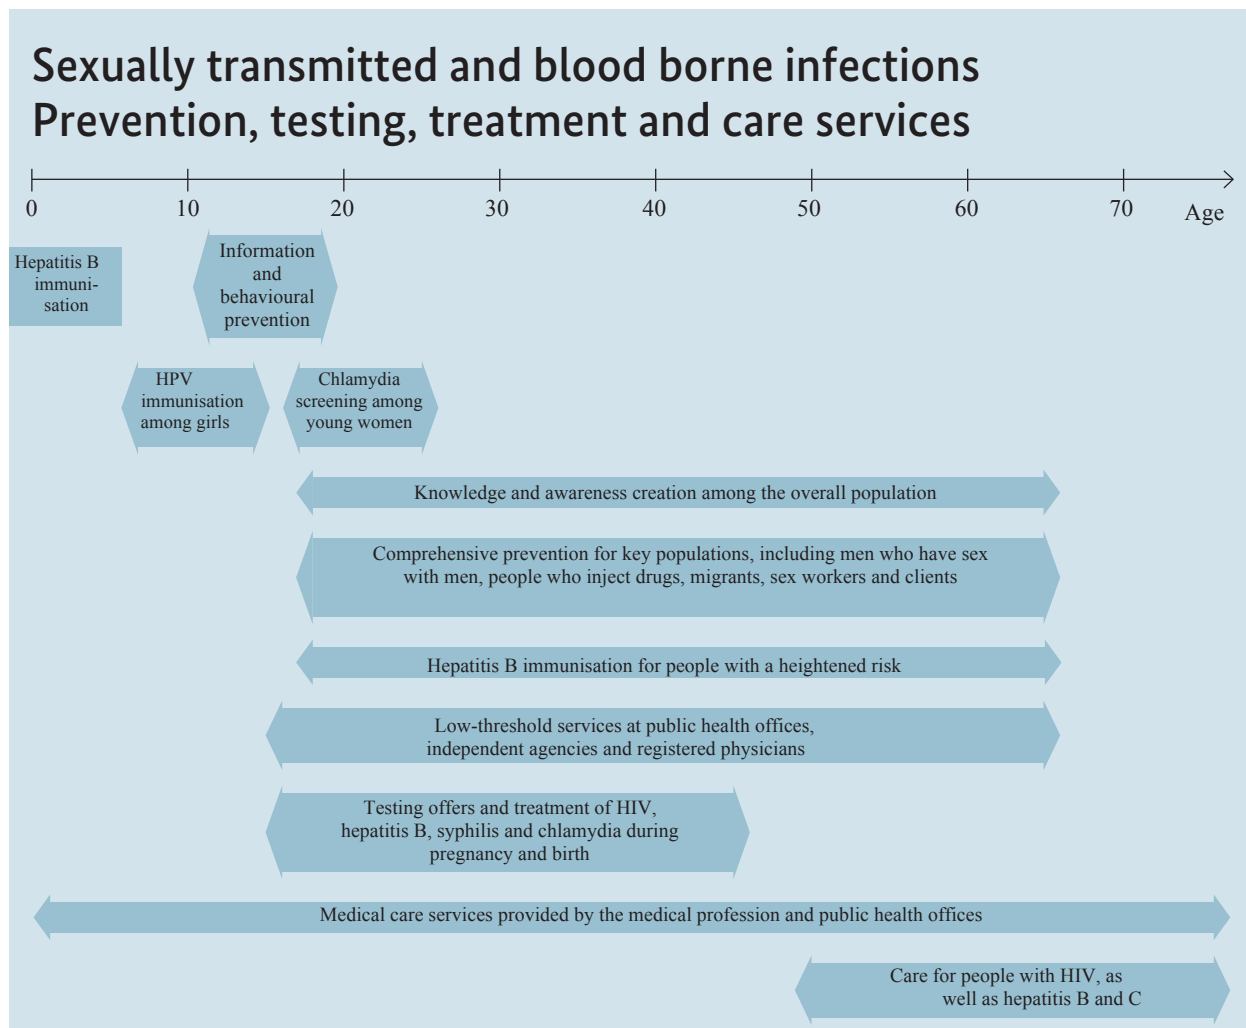 Sexually transmitted and blood borne infections
Prevention, testing, treatment and care services
0 10 20 30 40 50 60 70 Age
Hepatitis B
immuni-
sation
Information
and
behavioural
prevention
HPV
immunisation
among girls
Chlamydia
screening among
young women
Knowledge and awareness creation among the overall population
Comprehensive prevention for key populations, including men who have sex
with men, people who inject drugs, migrants, sex workers and clients
Hepatitis B immunisation for people with a heightened risk
Low-threshold services at public health offices,
independent agencies and registered physicians
Testing offers and treatment of HIV,
hepatitis B, syphilis and chlamydia during
pregnancy and birth
Medical care services provided by the medical profession and public health offices
Care for people with HIV, as
well as hepatitis B and C